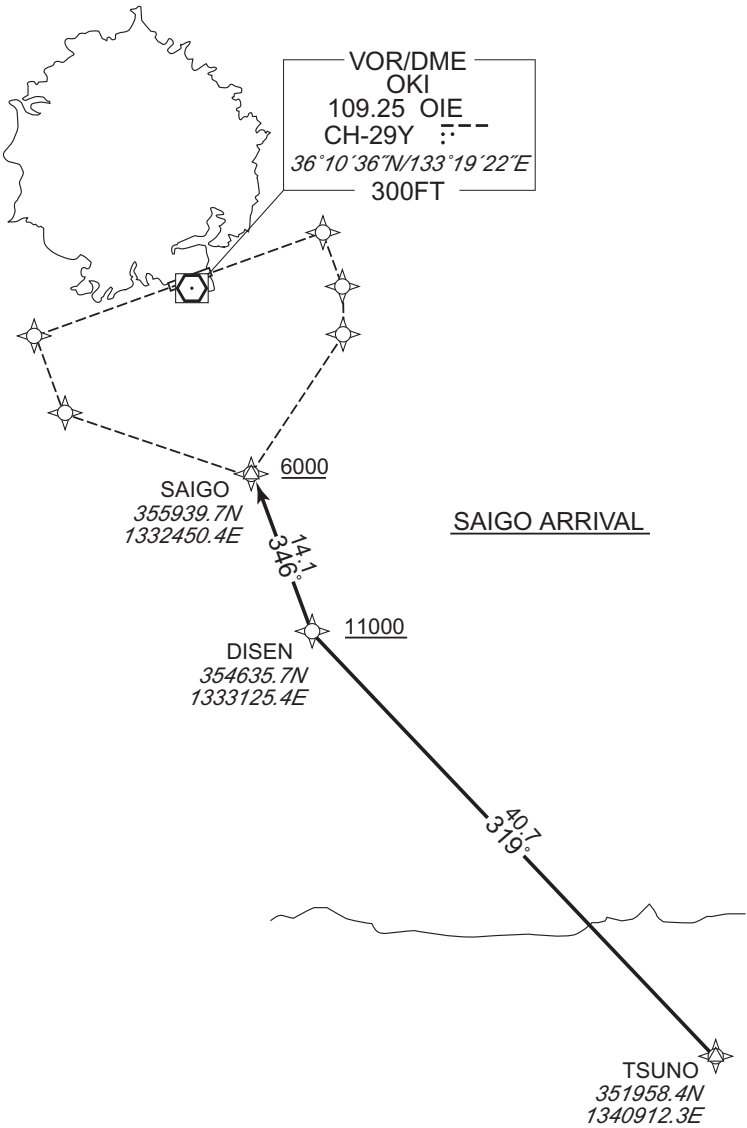 VOR/DME
OKI
109.25 OIE
CH-29Y
36°10´36˝N/133°19´22˝E
300FT
6000
SAIGO
355939.7N
1332450.4E
SAIGO ARRIVAL
14.1
346°
11000
DISEN
354635.7N
1333125.4E
40.7
319°
TSUNO
351958.4N
1340912.3E